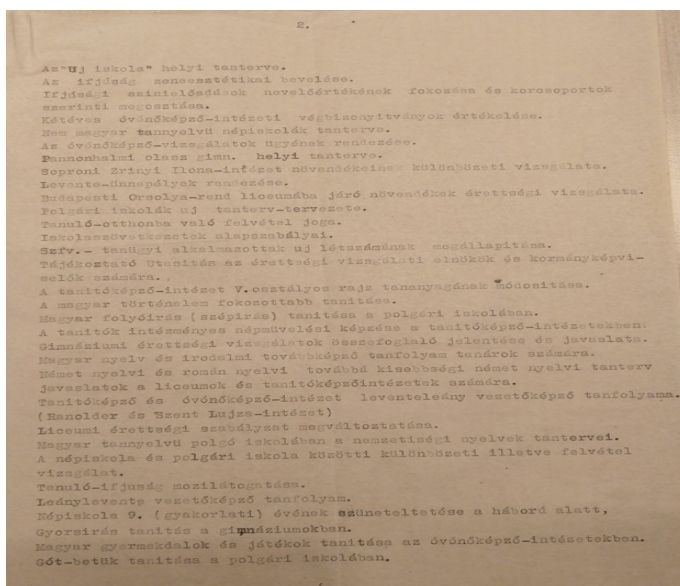 2.
Az "Uj iskola" helyi tanterve.
Az ifjúság zeneesztétikai nevelése.
Ifjúsági szinielőadások nevelőértékének fokozása és korcsoportok
szerinti megosztása.
Kétéves óvónőképző-intézeti végbizonyitványok értékelése.
Nem magyar tannyelvü népiskolák tanterve.
Az óvónőképző-vizsgálatok ügyének rendezése.
Pannonhalmi olasz gimn. helyi tanterve.
Soproni Zrinyi Ilona-intézet növendékeinek különbözeti vizsgálata.
Levente-ünnepélyek rendezése.
Budapesti Orsolya-rend liceumába járó növendékek érettségi vizsgálata.
Polgári iskolák uj tanterv-tervezete.
Tanuló-otthonba való felvétel joga.
Iskolaszövetkezetek alapszabályai.
Szfv.- tanügyi alkalmazottak uj létszámának megállapitása.
Tájékoztató Utasitás az érettségi vizsgálati elnökök és kormányképvi-
selők számára.
A tanitóképző-intézet V.osztályos rajz tananyagának módositása.
A magyar történelem fokozottabb tanitása.
Magyar folyóirás (szépirás) tanitása a polgári iskolában.
A tanitók intézményes népmüvelési képzése a tanitóképző-intézetekben.
Gimnáziumi érettségi vizsgálatok összefoglaló jelentése és javaslata.
Magyar nyelv és irodalmi továbbképző tanfolyam tanárok számára.
Német nyelvi és román nyelvi továbbá kisebbségi német nyelvi tanterv
javaslatok a liceumok és tanitóképzőintézetek számára.
Tanitóképző és óvónőképző-intézet leventeleány vezetőképző tanfolyama.
(Ranolder és Szent Lujza-intézet)
Liceumi érettségi szabályzat megváltoztatása.
Magyar tannyelvü polgó iskolában a nemzetiségi nyelvek tantervei.
A népiskola és polgári iskola közötti különbözeti illetve felvétel
vizsgálat.
Tanuló-ifjuság mozilátogatása.
Leánylevente vezetőképző tanfolyam.
Népiskola 9. (gyakorlati) évének szüneteltetése a hábord alatt,
Gyorsirás tanitás a gimnáziumokban.
Magyar gyermekdalok és játékok tanitása az óvónőképző-intézetekben.
Gót-betük tanitása a polgári iskolában.